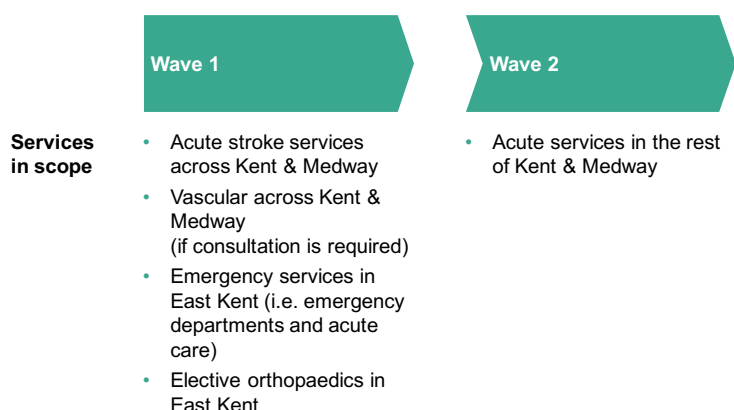 Wave 1
Wave 2
Services
in scope
• Acute stroke services
across Kent & Medway
• Vascular across Kent &
Medway
(if consultation is required)
• Emergency services in
East Kent (i.e. emergency
departments and acute
care)
• Elective orthopaedics in
East Kent
• Acute services in the rest
of Kent & Medway